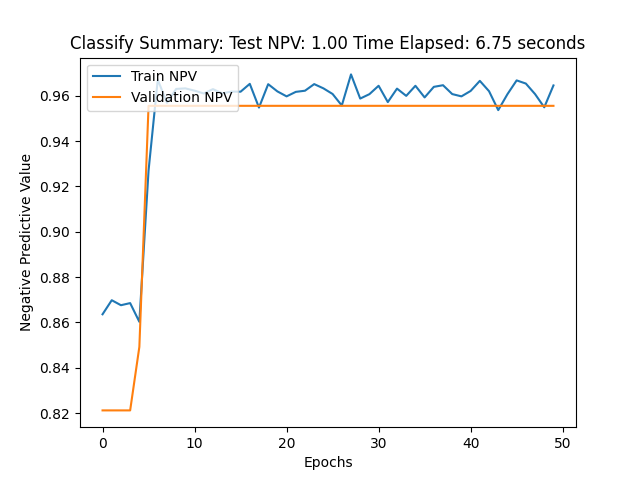 Classify Summary: Test NPV: 1.00 Time Elapsed: 6.75 seconds
Train NPV
Validation NPV
0.96
0.94
0.92
0.90
0.88
0.86
0.84
0.82
Negative Predictive Value
0 10 20 30 40 50
Epochs